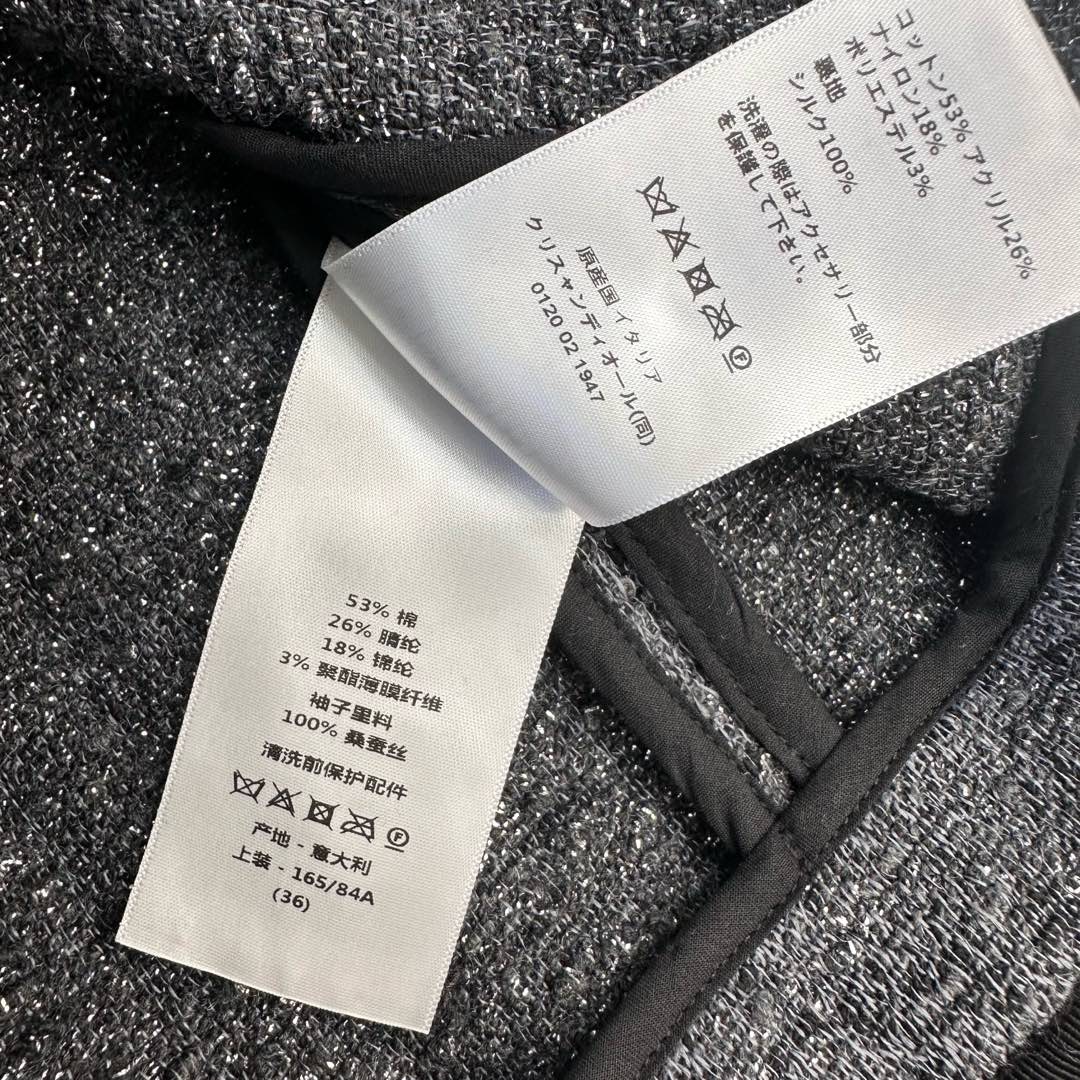 コットン53% アクリル26%
ナイロン18%
ポリエステル3%
裏地
シルク100%
洗濯の際はアクセサリー部分
を保護して下さい。
F
原産国 イタリア
クリスャンディオール(同)
0120 02 1947
53% 棉
26% 腈纶
18% 锦纶
3% 聚酯薄膜纤维
袖子里料
100% 桑蚕丝
清洗前保护配件
F
产地 - 意大利
上装 - 165/84A
(36)